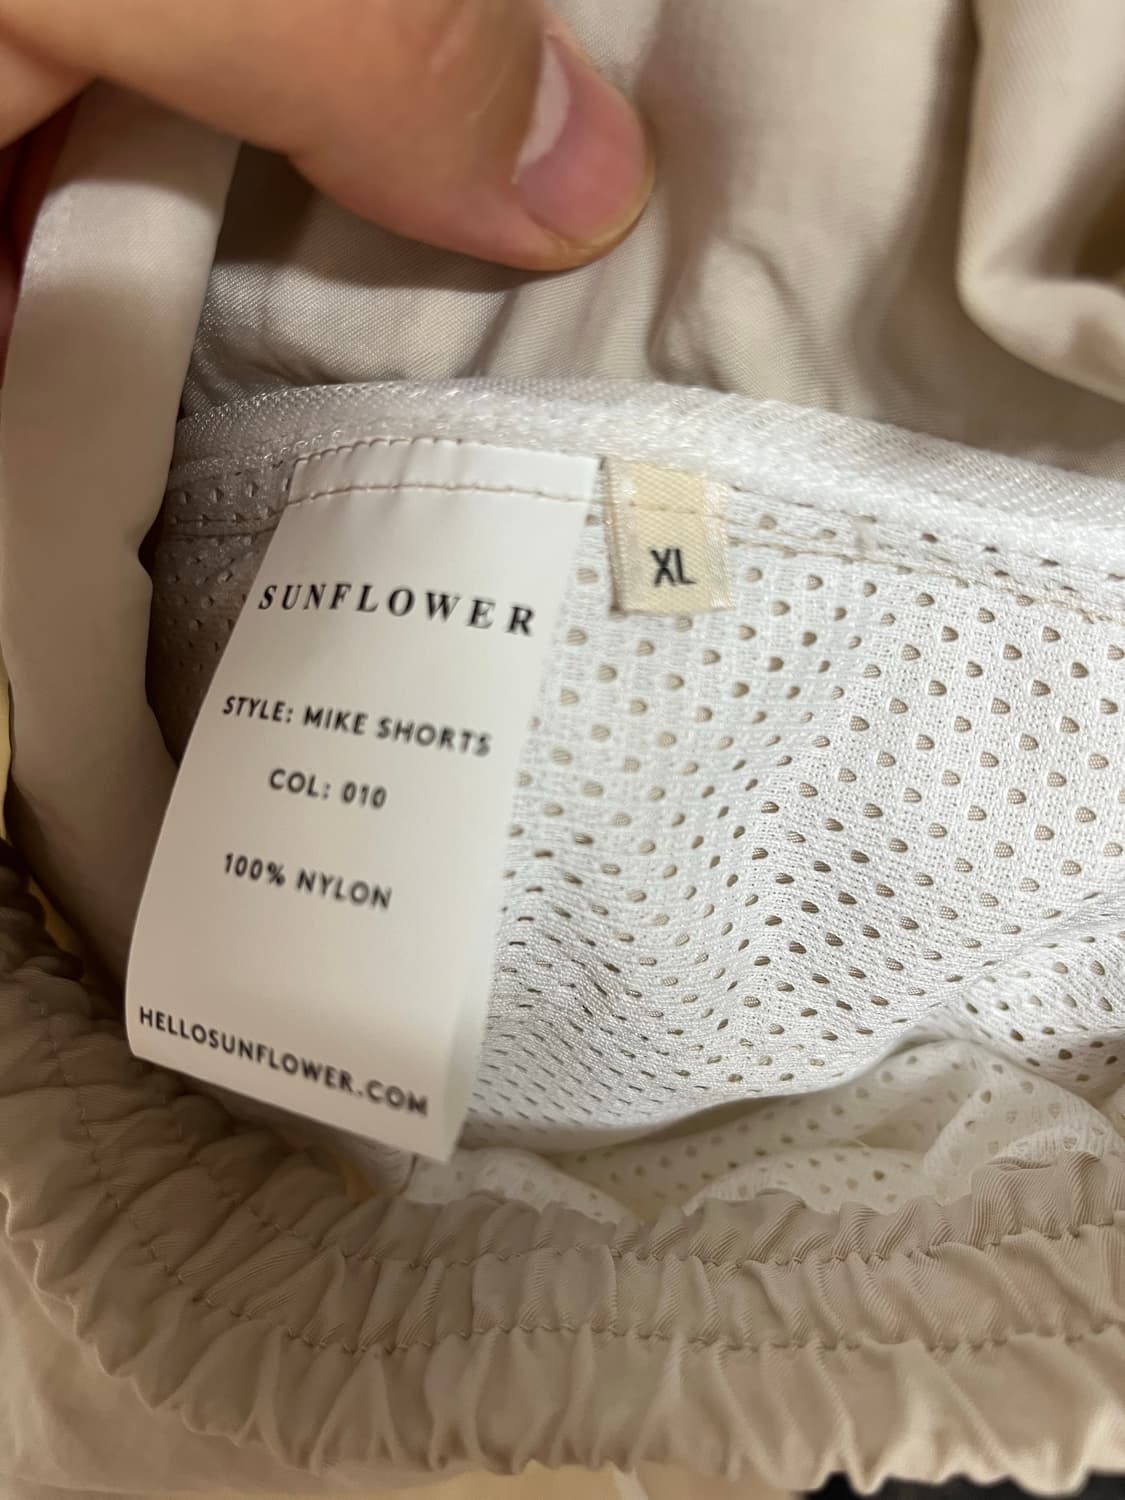 SUNFLOWER
XL
STYLE: MIKE SHORTS
COL: 010
100% NYLON
HELLOSUNFLOWER.COM